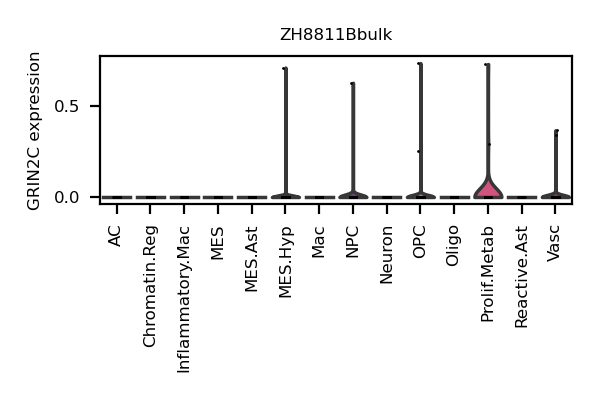 ZH8811Bbulk
GRIN2C expression
0.5
0.0
AC
Chromatin.Reg
Inflammatory.Mac
MES
MES.Ast
MES.Hyp
Mac
NPC
Neuron
OPC
Oligo
Prolif.Metab
Reactive.Ast
Vasc